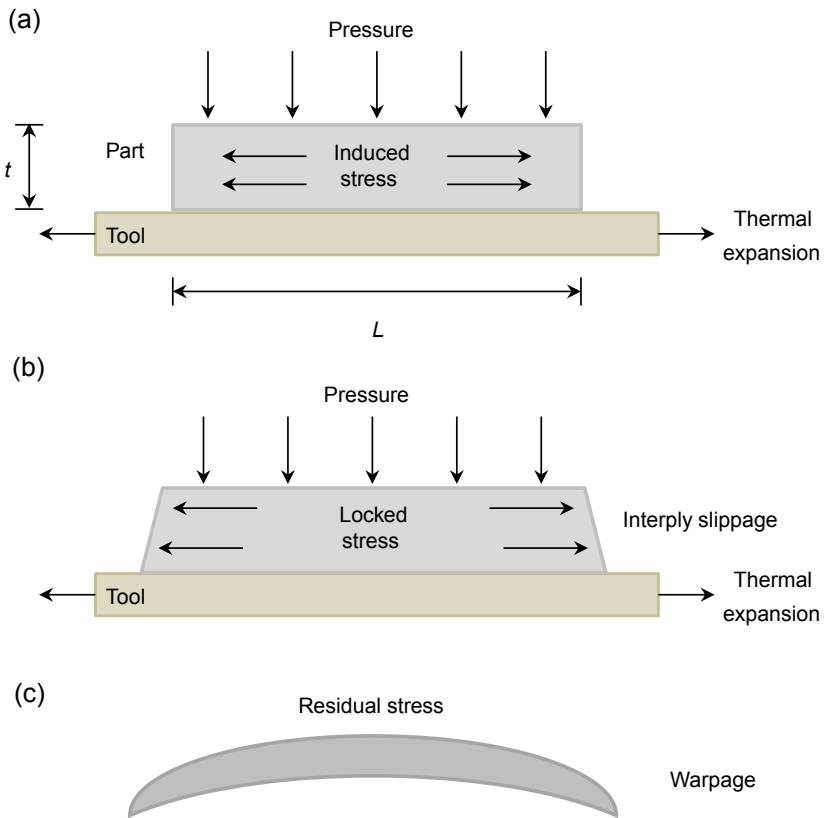 (a)
Pressure
Part
Induced
stress
t
Tool
Thermal
expansion
L
(b)
Pressure
Locked
stress
Interply slippage
Tool
Thermal
expansion
(c)
Residual stress
Warpage